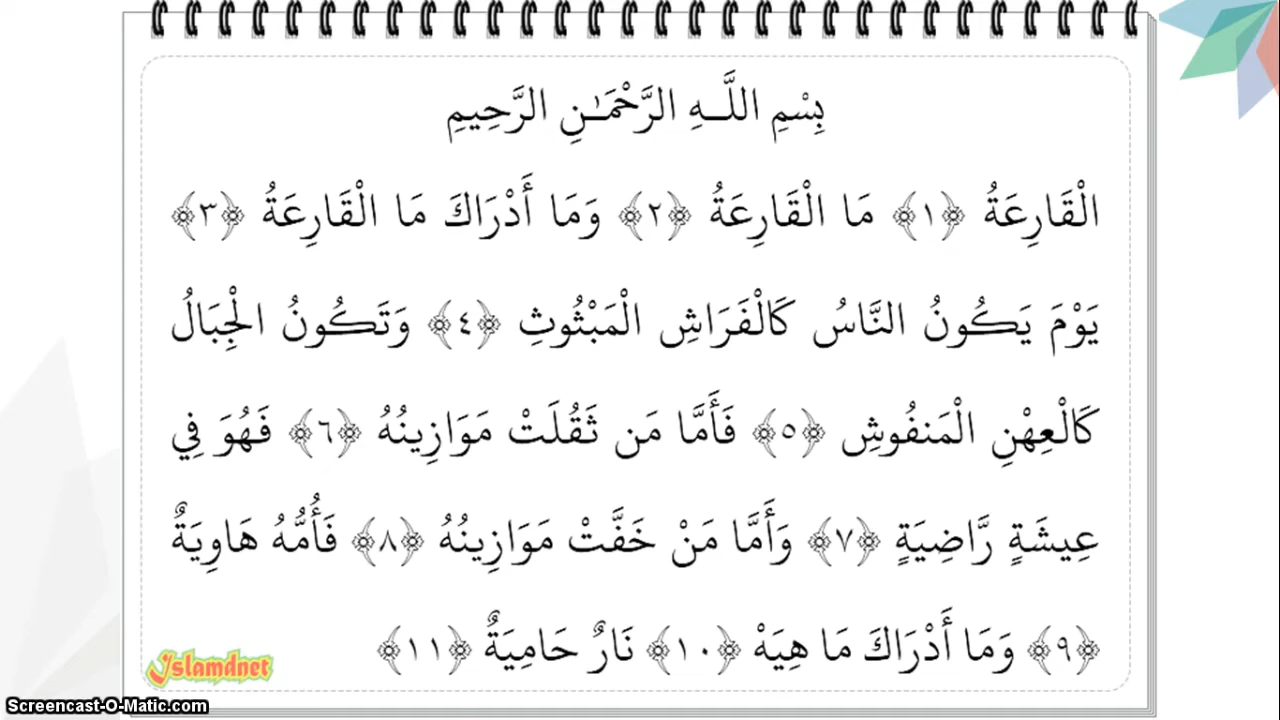 بِسْمِ اللَّـهِ الرَّحْمَـٰنِ الرَّحِيمِ
الْقَارِعَةُ ﴿١﴾ مَا الْقَارِعَةُ ﴿٢﴾ وَمَا أَدْرَاكَ مَا الْقَارِعَةُ ﴿٣﴾
يَوْمَ يَكُونُ النَّاسُ كَالْفَرَاشِ الْمَبْثُوثِ ﴿٤﴾ وَتَكُونُ الْجِبَالُ
كَالْعِهْنِ الْمَنفُوشِ ﴿٥﴾ فَأَمَّا مَن ثَقُلَتْ مَوَازِينُهُ ﴿٦﴾ فَهُوَ فِي
عِيشَةٍ رَّاضِيَةٍ ﴿٧﴾ وَأَمَّا مَنْ خَفَّتْ مَوَازِينُهُ ﴿٨﴾ فَأُمُّهُ هَاوِيَةٌ
﴿٩﴾ وَمَا أَدْرَاكَ مَا هِيَهْ ﴿١٠﴾ نَارٌ حَامِيَةٌ ﴿١١﴾
Islamdnet
Screencast-O-Matic.com